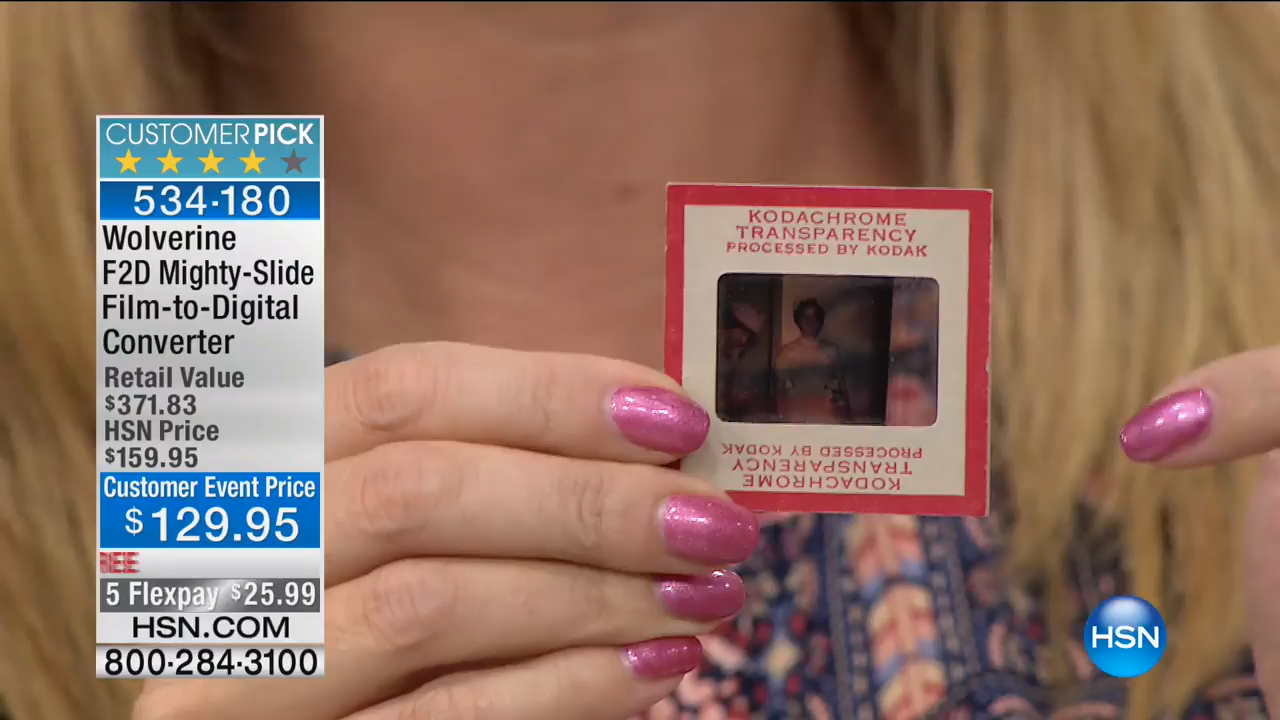 CUSTOMER PICK
534-180
Wolverine
F2D Mighty-Slide
Film-to-Digital
Converter
Retail Value
$371.83
HSN Price
$159.95
Customer Event Price
$129.95
5 Flexpay $25.99
HSN.COM
800-284-3100
KODACHROME
TRANSPARENCY
PROCESSED BY KODAK
KODACHROME
TRANSPARENCY
PROCESSED BY KODAK
HSN